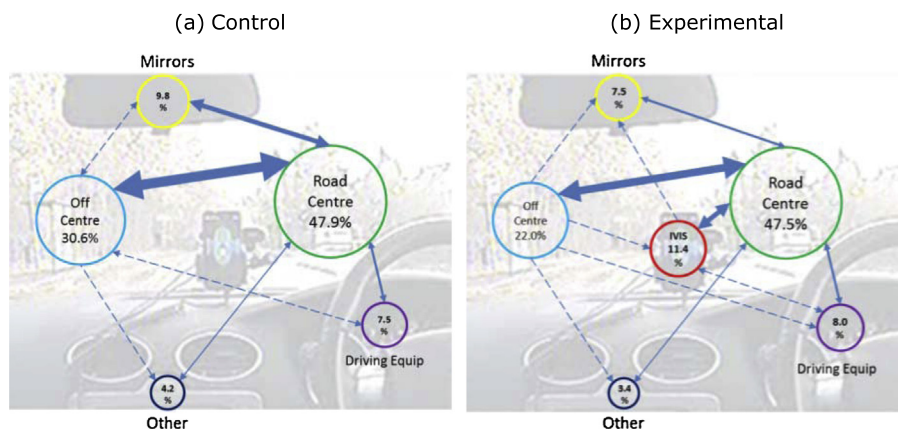 (a) Control
(b) Experimental
Mirrors
9.8
%
Off
Centre
30.6%
Road
Centre
47.9%
7.5
%
Driving Equip
4.2
%
Other
Mirrors
7.5
%
Off
Centre
22.0%
Road
Centre
47.5%
IVIS
11.4
%
8.0
%
Driving Equip
3.4
%
Other